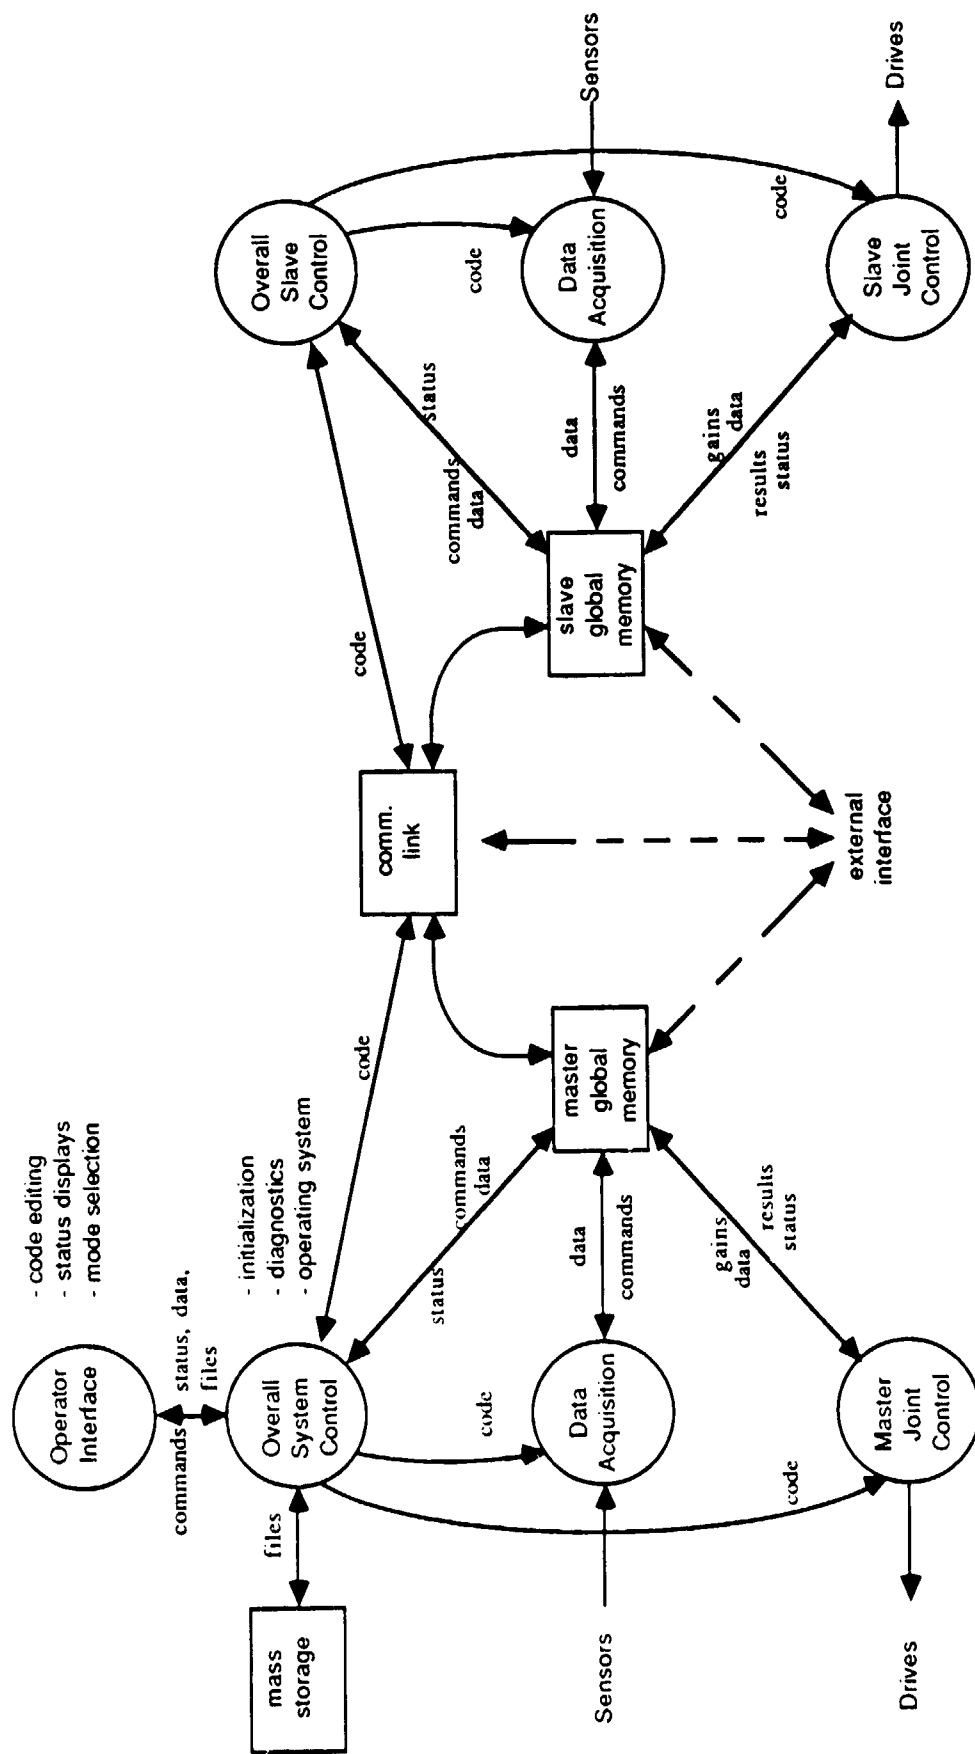 - code editing
- status displays
- mode selection
Operator
Interface
commands
status, data,
files
- initialization
- diagnostics
- operating system
mass
storage
files
Overall
System
Control
code
comm.
link
code
Overall
Slave
Control
status
commands
data
commands
data
status
code
code
Sensors
Data
Acquisition
data
commands
master
global
memory
slave
global
memory
data
commands
Data
Acquisition
Sensors
gains
data
results
status
gains
data
results
status
code
code
Drives
Master
Joint
Control
external
interface
Slave
Joint
Control
Drives